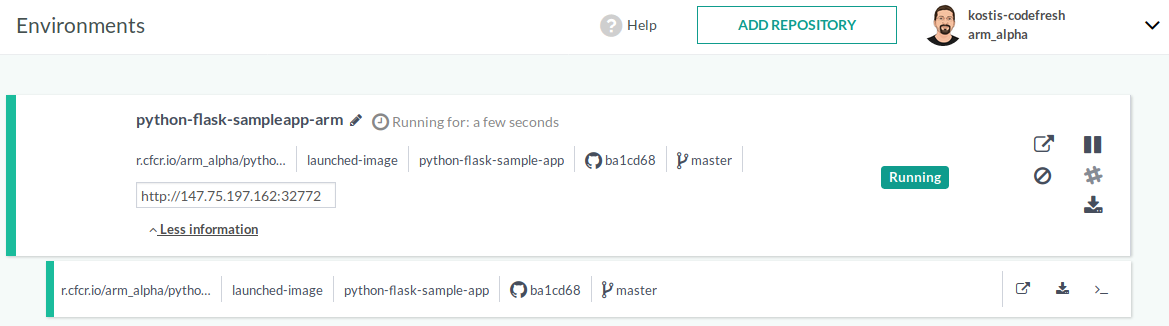 Environments
Help
ADD REPOSITORY
kostis-codefresh
arm_alpha
python-flask-sampleapp-arm
Running for: a few seconds
r.cfcr.io/arm_alpha/pytho... launched-image python-flask-sample-app ba1cd68 master
Running
http://147.75.197.162:32772
Less information
r.cfcr.io/arm_alpha/pytho... launched-image python-flask-sample-app ba1cd68 master